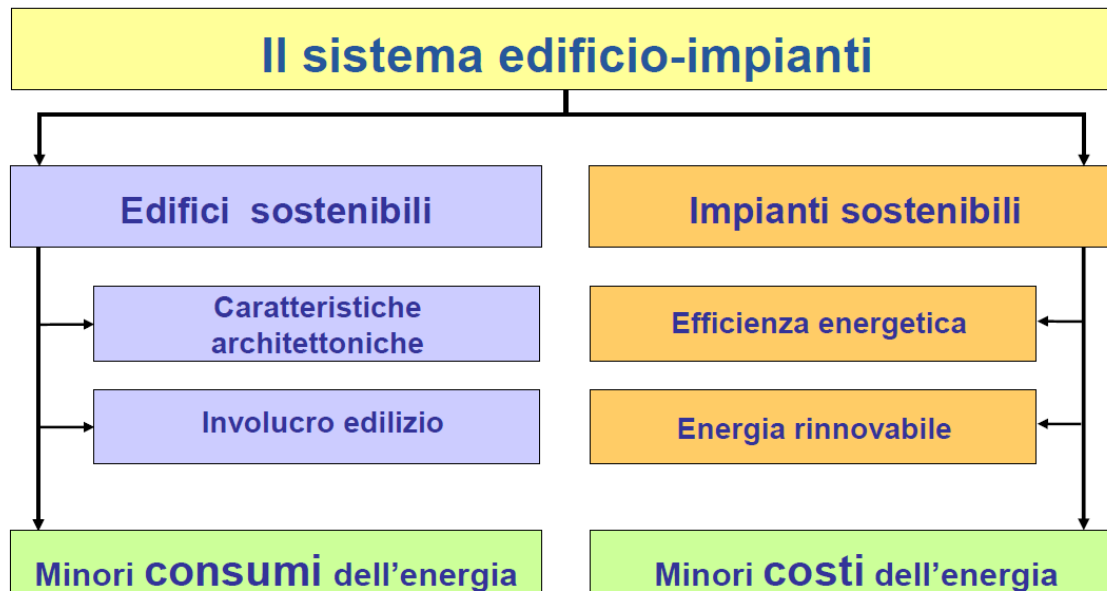 Il sistema edificio-impianti
Edifici sostenibili
Impianti sostenibili
Caratteristiche
architettoniche
Efficienza energetica
Involucro edilizio
Energia rinnovabile
Minori consumi dell'energia
Minori costi dell'energia